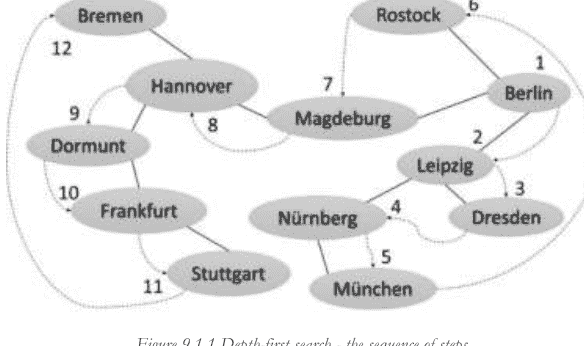 Bremen
Rostock
6
12
1
Hannover
7
Berlin
9
8
Magdeburg
2
Dormunt
Leipzig
3
10
Frankfurt
Nürnberg
4
Dresden
5
11
Stuttgart
München
Figure 9.1.1 Depth-first search - the sequence of steps